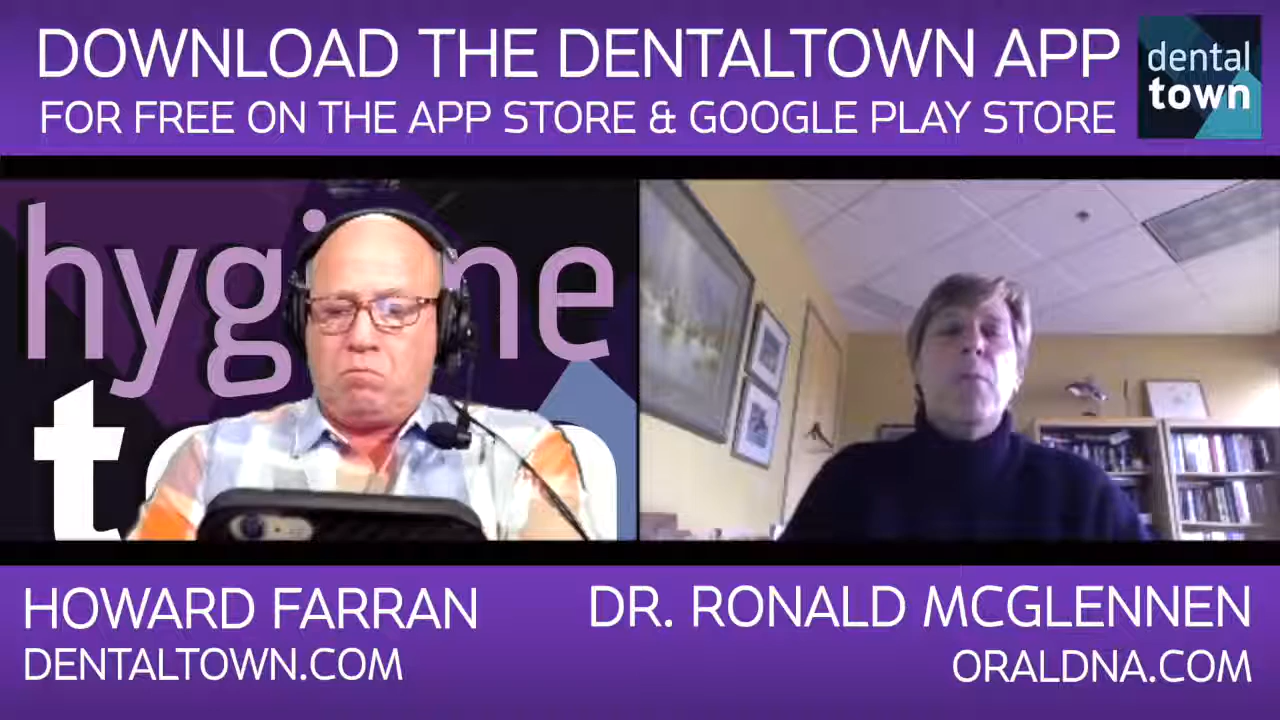 DOWNLOAD THE DENTALTOWN APP
FOR FREE ON THE APP STORE & GOOGLE PLAY STORE
dental
town
HOWARD FARRAN
DENTALTOWN.COM
DR. RONALD MCGLENNEN
ORALDNA.COM